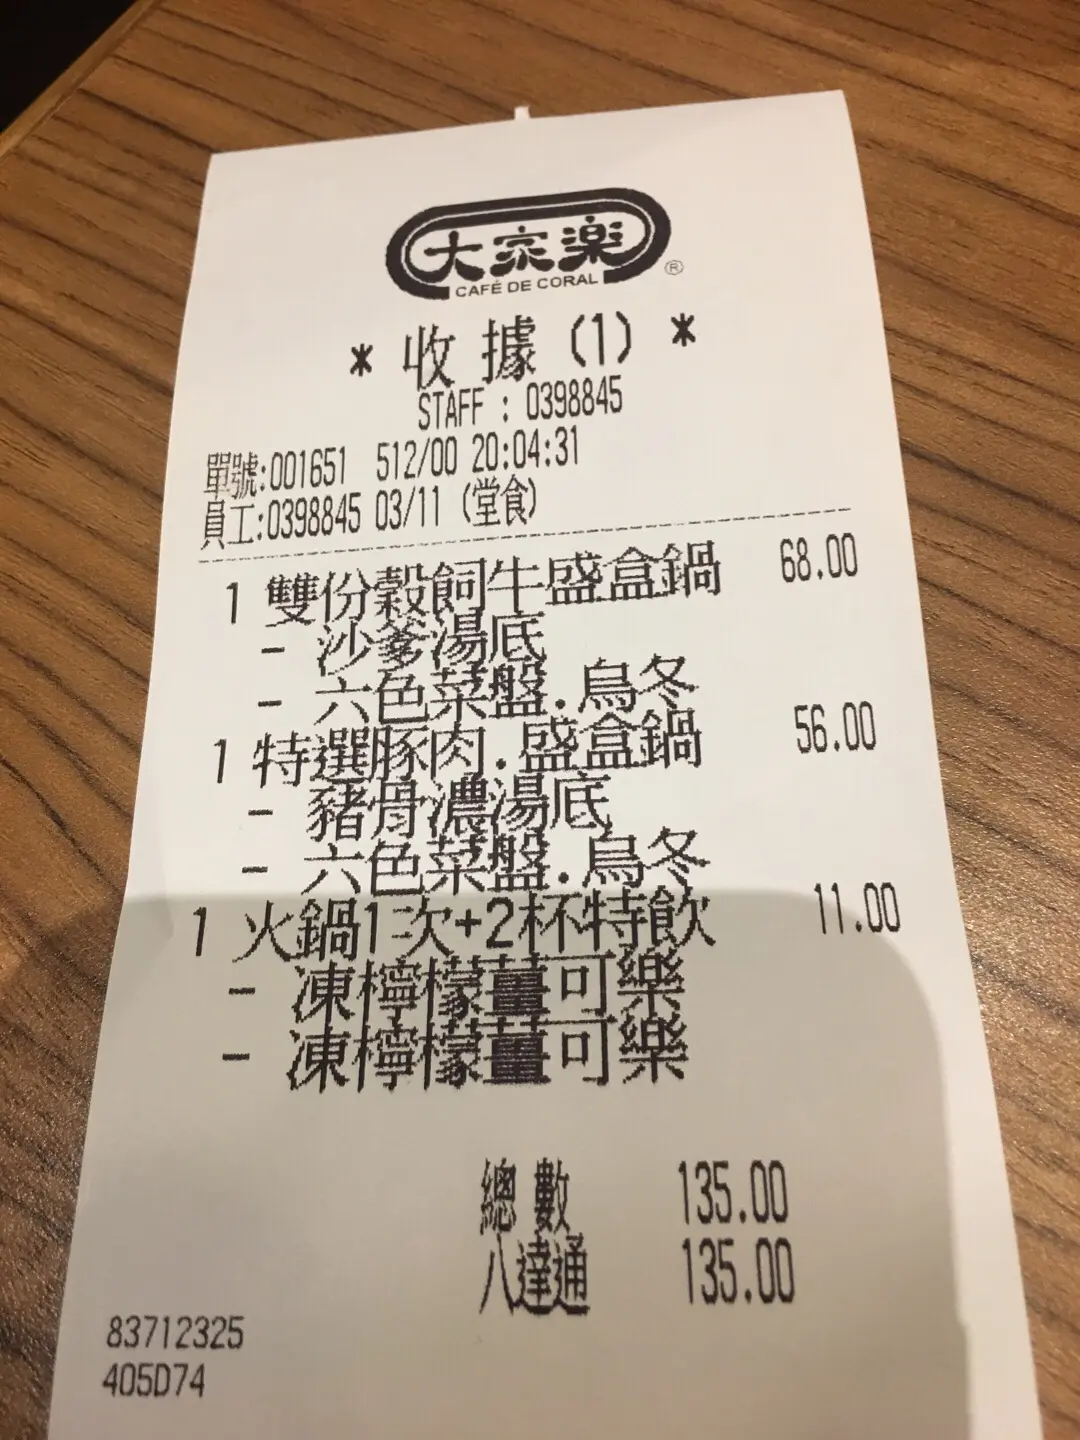 大家楽®
CAFÉ DE CORAL
* 收 據 (1) *
STAFF : 0398845
單號:001651 512/00 20:04:31
員工:0398845 03/11 (堂食)
1 雙份穀飼牛盛盒鍋 68.00
- 沙爹湯底
- 六色菜盤.烏冬
1 特選豚肉.盛盒鍋 56.00
- 豬骨濃湯底
- 六色菜盤.烏冬
1 火鍋1次+2杯特飲 11.00
- 凍檸檬薑可樂
- 凍檸檬薑可樂
總 數 135.00
八達通 135.00
83712325
405D74